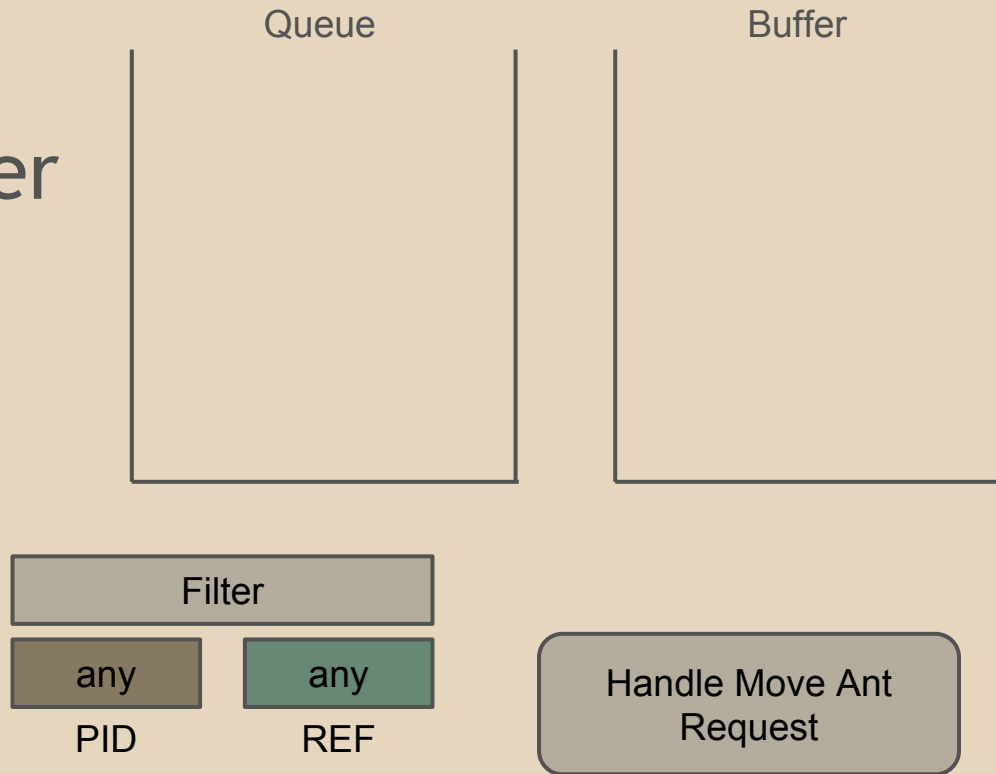 Queue
Buffer
er
Filter
any
any
PID
REF
Handle Move Ant
Request